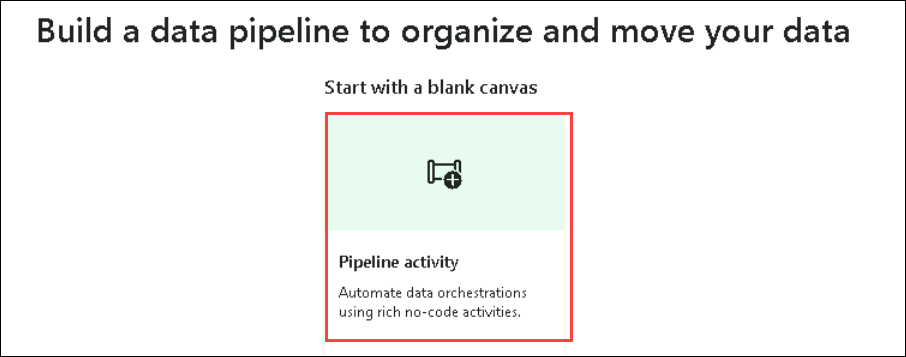 Build a data pipeline to organize and move your data
Start with a blank canvas
Pipeline activity
Automate data orchestrations
using rich no-code activities.